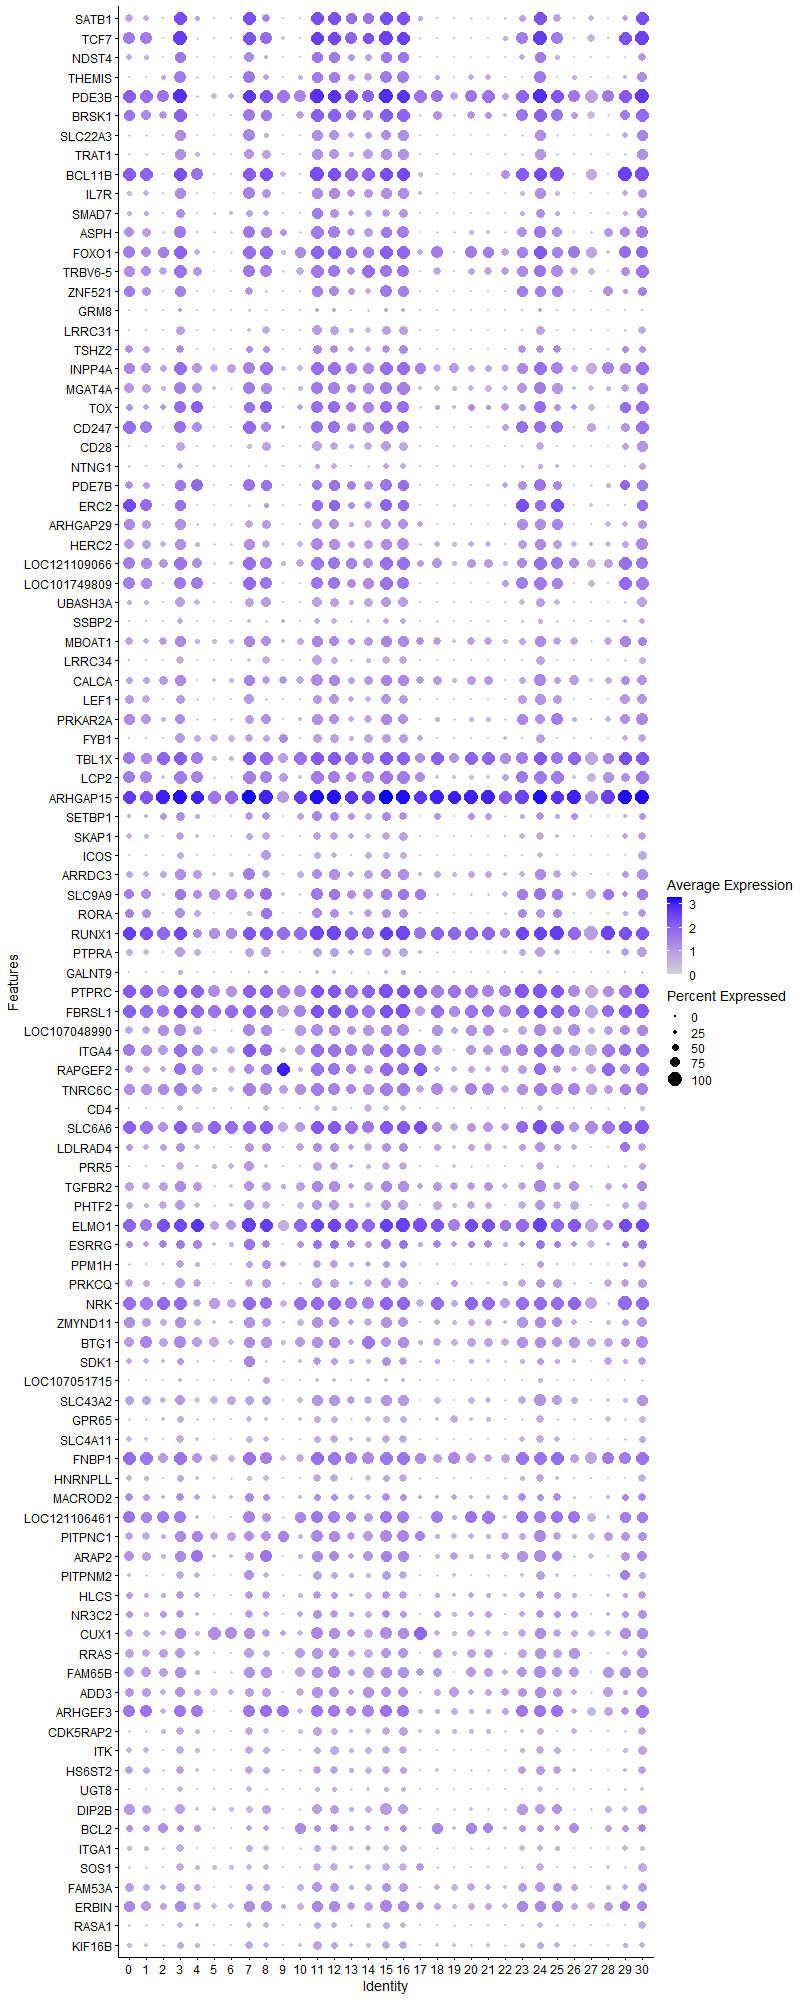 SATB1
TCF7
NDST4
THEMIS
PDE3B
BRSK1
SLC22A3
TRAT1
BCL11B
IL7R
SMAD7
ASPH
FOXO1
TRBV6-5
ZNF521
GRM8
LRRC31
TSHZ2
INPP4A
MGAT4A
TOX
CD247
CD28
NTNG1
PDE7B
ERC2
ARHGAP29
HERC2
LOC121109066
LOC101749809
UBASH3A
SSBP2
MBOAT1
LRRC34
CALCA
LEF1
PRKAR2A
FYB1
TBL1X
LCP2
ARHGAP15
SETBP1
SKAP1
ICOS
ARRDC3
SLC9A9
RORA
RUNX1
PTPRA
GALNT9
PTPRC
FBRSL1
LOC107048990
ITGA4
RAPGEF2
TNRC6C
CD4
SLC6A6
LDLRAD4
PRR5
TGFBR2
PHTF2
ELMO1
ESRRG
PPM1H
PRKCQ
NRK
ZMYND11
BTG1
SDK1
LOC107051715
SLC43A2
GPR65
SLC4A11
FNBP1
HNRNPLL
MACROD2
LOC121106461
PITPNC1
ARAP2
PITPNM2
HLCS
NR3C2
CUX1
RRAS
FAM65B
ADD3
ARHGEF3
CDK5RAP2
ITK
HS6ST2
UGT8
DIP2B
BCL2
ITGA1
SOS1
FAM53A
ERBIN
RASA1
KIF16B
Features
0 1 2 3 4 5 6 7 8 9 10 11 12 13 14 15 16 17 18 19 20 21 22 23 24 25 26 27 28 29 30
Identity
Average Expression
3
2
1
0
Percent Expressed
0
25
50
75
100